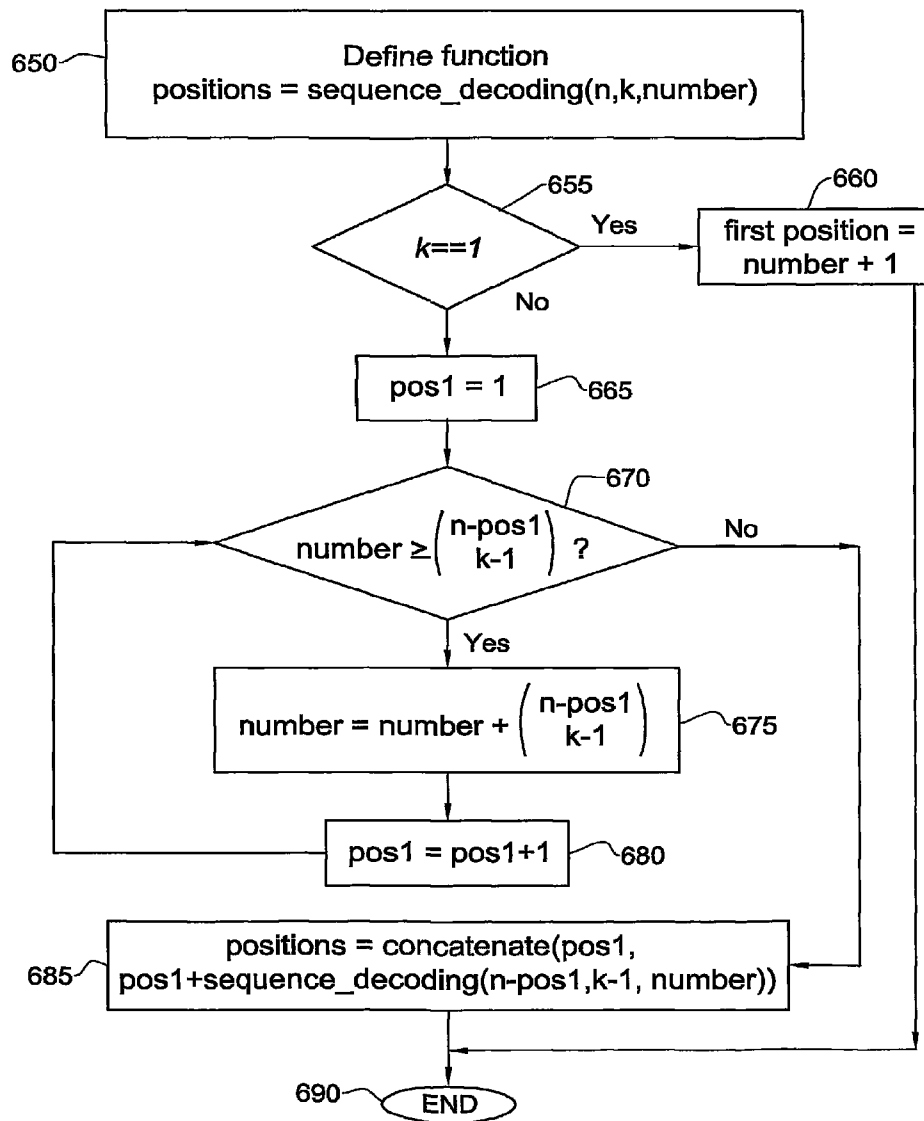 650
Define function
positions = sequence_decoding(n,k,number)
655
k==1
Yes
660
first position =
number + 1
No
pos1 = 1
665
670
number ≥ (n-pos1
k-1) ?
No
Yes
number = number + (n-pos1
k-1)
675
pos1 = pos1+1
680
685
positions = concatenate(pos1,
pos1+sequence_decoding(n-pos1,k-1, number))
690
END